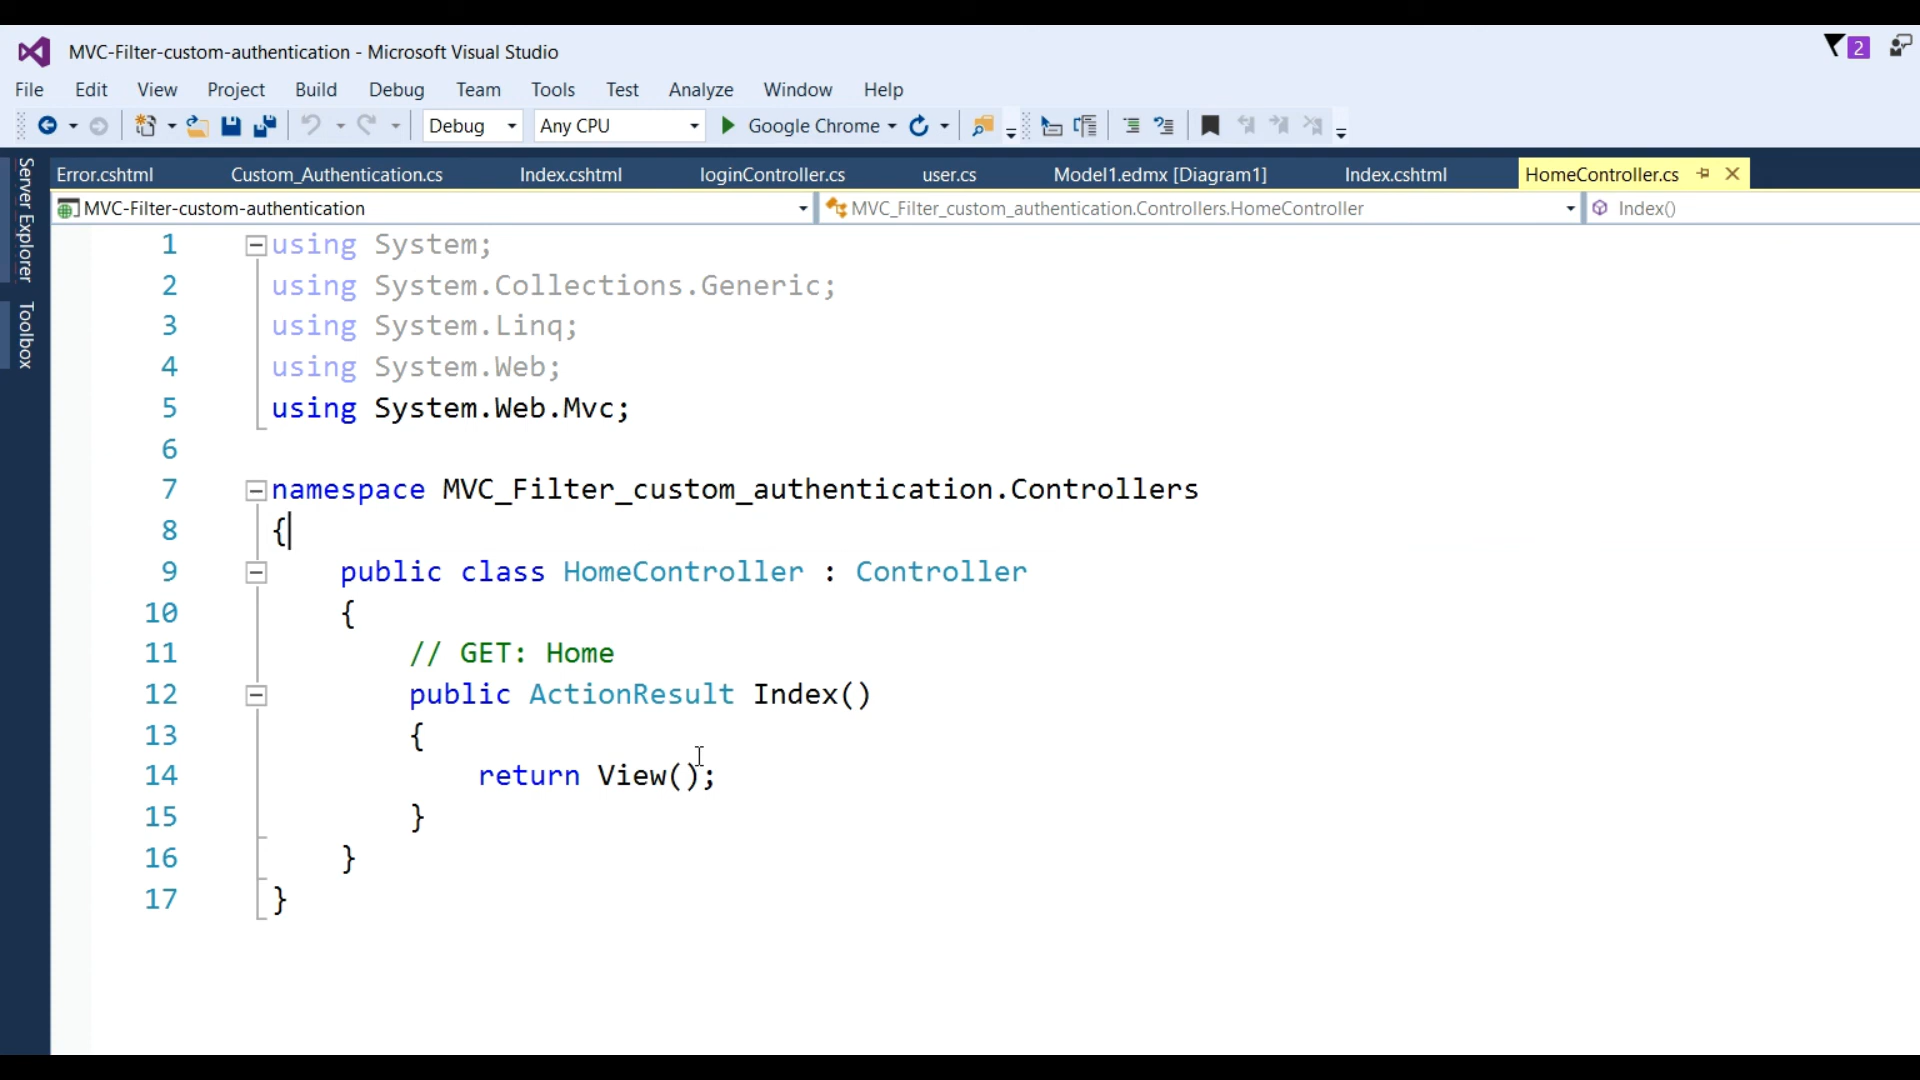 MVC-Filter-custom-authentication - Microsoft Visual Studio
2
File Edit View Project Build Debug Team Tools Test Analyze Window Help
Debug Any CPU Google Chrome
Server Explorer
Toolbox
Error.cshtml Custom_Authentication.cs Index.cshtml loginController.cs user.cs Model1.edmx [Diagram1] Index.cshtml HomeController.cs
MVC-Filter-custom-authentication MVC_Filter_custom_authentication.Controllers.HomeController Index()
1 using System;
2 using System.Collections.Generic;
3 using System.Linq;
4 using System.Web;
5 using System.Web.Mvc;
6
7 namespace MVC_Filter_custom_authentication.Controllers
8 {
9 public class HomeController : Controller
10 {
11 // GET: Home
12 public ActionResult Index()
13 {
14 return View();
15 }
16 }
17 }